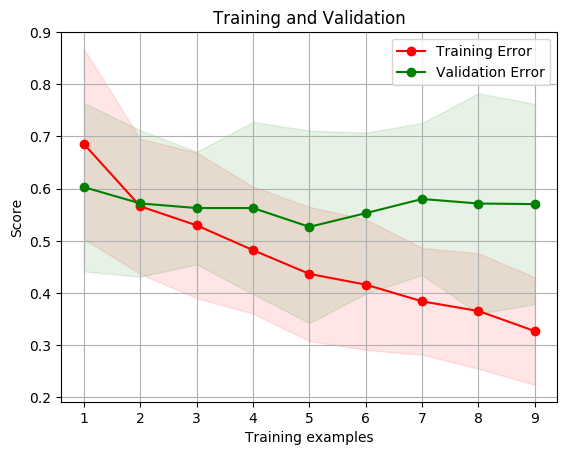 Training and Validation
Training Error
Validation Error
0.9
0.8
0.7
0.6
0.5
0.4
0.3
0.2
Score
1 2 3 4 5 6 7 8 9
Training examples